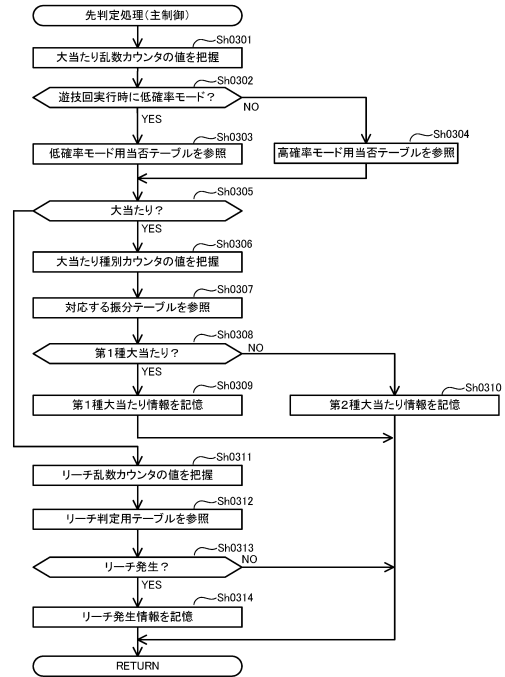 先判定処理(主制御)
Sh0301
大当たり乱数カウンタの値を把握
Sh0302
遊技回実行時に低確率モード?
NO
YES
Sh0303
低確率モード用当否テーブルを参照
Sh0304
高確率モード用当否テーブルを参照
Sh0305
大当たり?
YES
Sh0306
大当たり種別カウンタの値を把握
Sh0307
対応する振分テーブルを参照
Sh0308
第1種大当たり?
NO
YES
Sh0309
第1種大当たり情報を記憶
Sh0310
第2種大当たり情報を記憶
Sh0311
リーチ乱数カウンタの値を把握
Sh0312
リーチ判定用テーブルを参照
Sh0313
リーチ発生?
NO
YES
Sh0314
リーチ発生情報を記憶
RETURN